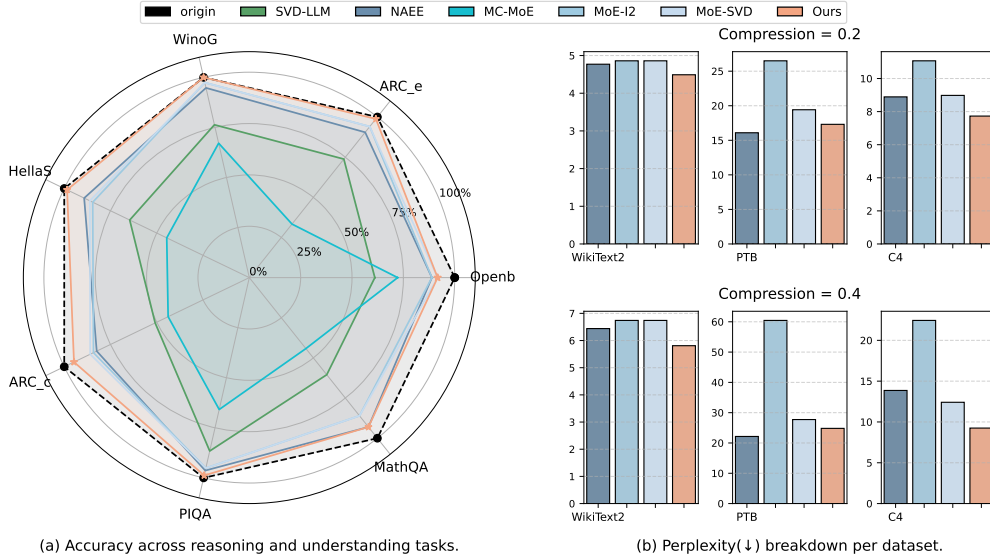 origin SVD-LLM NAEE MC-MoE MoE-I2 MoE-SVD Ours
WinoG
ARC_e
HellaS
100%
75%
50%
25%
0%
Openb
ARC_c
MathQA
PIQA
(a) Accuracy across reasoning and understanding tasks.
Compression = 0.2
5
4
3
2
1
0
WikiText2
25
20
15
10
5
0
PTB
10
8
6
4
2
0
C4
Compression = 0.4
7
6
5
4
3
2
1
0
WikiText2
60
50
40
30
20
10
0
PTB
20
15
10
5
0
C4
(b) Perplexity(↓) breakdown per dataset.